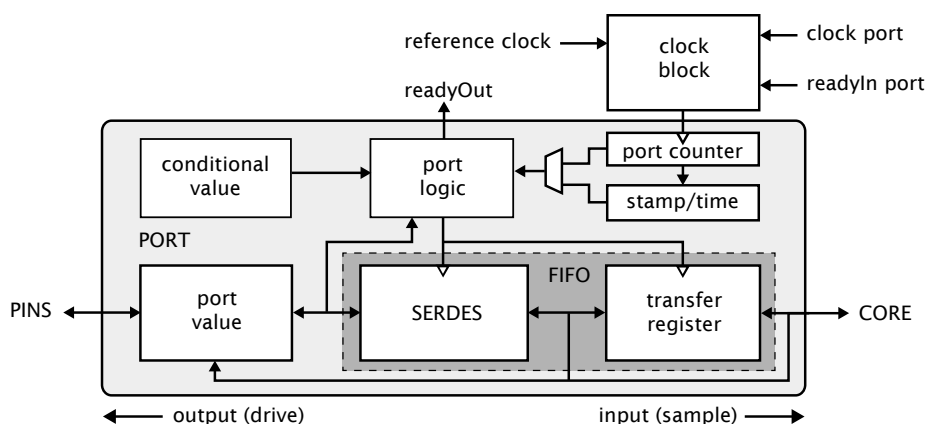 reference clock
clock
block
clock port
readyIn port
readyOut
conditional
value
port
logic
port counter
stamp/time
PORT
FIFO
PINS
port
value
SERDES
transfer
register
CORE
output (drive)
input (sample)